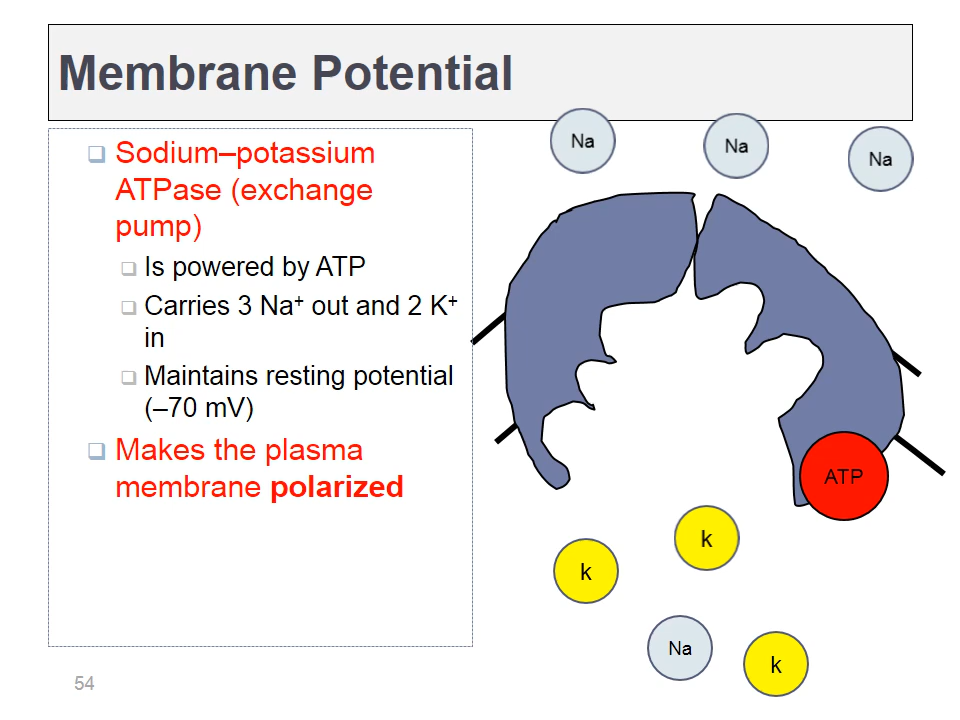 Membrane Potential
Sodium–potassium
ATPase (exchange
pump)
Is powered by ATP
Carries 3 Na⁺ out and 2 K⁺
in
Maintains resting potential
(–70 mV)
Makes the plasma
membrane polarized
Na
Na
Na
ATP
k
k
Na
k
54